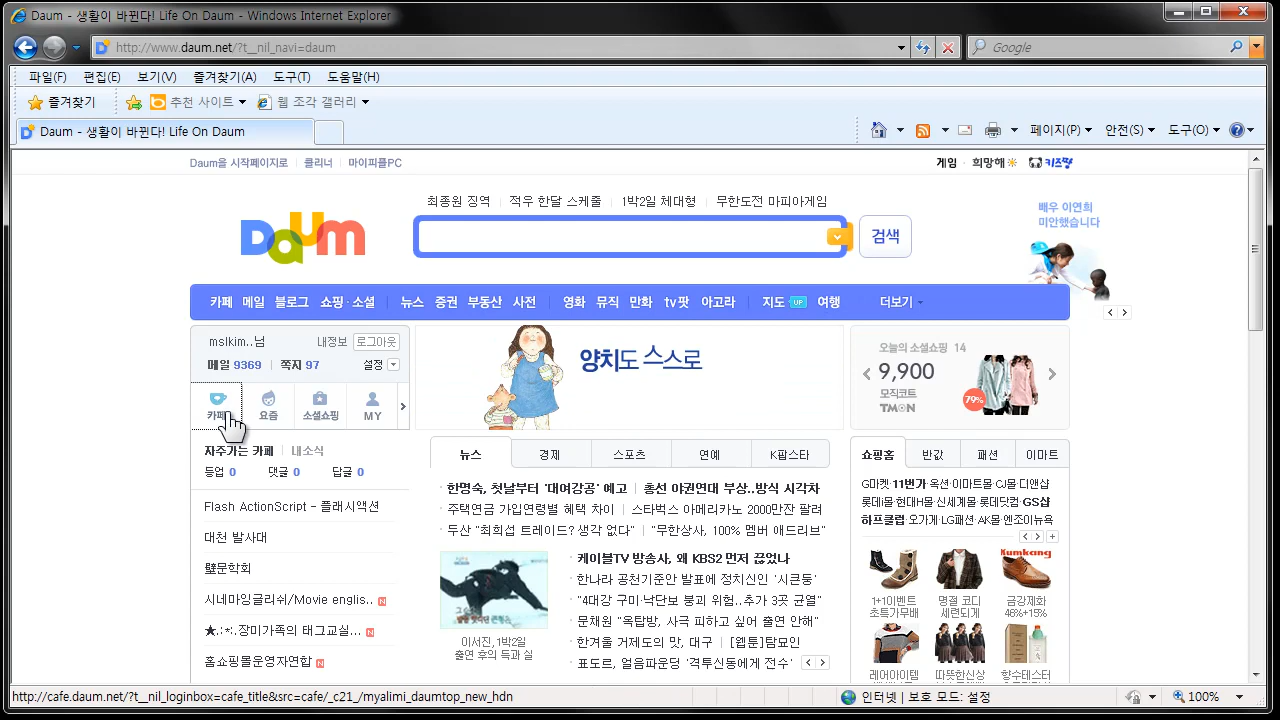 Daum - 생활이 바뀐다! Life On Daum - Windows Internet Explorer
http://www.daum.net/?t__nil_navi=daum
Google
파일(F) 편집(E) 보기(V) 즐겨찾기(A) 도구(T) 도움말(H)
즐겨찾기 추천 사이트 웹 조각 갤러리
Daum - 생활이 바뀐다! Life On Daum
페이지(P) 안전(S) 도구(O)
Daum을 시작페이지로 클리너 마이피플PC
게임 희망해 키즈짱
최종원 징역 적우 한달 스케줄 1박2일 체대형 무한도전 마피아게임
배우 이연희
미안했습니다
Daum
검색
카페 메일 블로그 쇼핑·소셜 뉴스 증권 부동산 사전 영화 뮤직 만화 tv팟 아고라 지도 UP 여행 더보기
mslkim..님 내정보 로그아웃
메일 9369 쪽지 97 설정
카페 요즘 소셜쇼핑 MY
양치도 스스로
오늘의 소셜쇼핑 14
9,900
모직코트
TMON
79%
자주가는 카페 내소식
등업 0 댓글 0 답글 0
Flash ActionScript - 플래시액션
대천 발사대
璧문학회
시네마잉글리쉬/Movie englis.. N
★.:*:.장미가족의 태그교실... N
홈쇼핑몰운영자연합 N
뉴스 경제 스포츠 연예 K팝스타
한명숙, 첫날부터 '대여강공' 예고 총선 야권연대 부상..방식 시각차
주택연금 가입연령별 혜택 차이 스타벅스 아메리카노 2000만잔 팔려
두산 "최희섭 트레이드? 생각 없다" "무한상사, 100% 멤버 애드리브"
케이블TV 방송사, 왜 KBS2 먼저 끊었나
한나라 공천기준안 발표에 정치신인 '시큰둥'
"4대강 구미·낙단보 붕괴 위험..추가 3곳 균열"
문채원 "옥탑방, 사극 피하고 싶어 출연 안해"
한겨울 거제도의 맛, 대구 [웹툰]탐묘인
표도르, 얼음파운딩 '격투신동에게 전수'
이서진, 1박2일
출연 후의 득과 실
쇼핑홈 반값 패션 이마트
G마켓·11번가·옥션·이마트몰·CJ몰·디앤샵
롯데i몰·현대H몰·신세계몰·롯데닷컴·GS샵
하프클럽·오가게·LG패션·AK몰·엔조이뉴욕
Kumkang
1+1이벤트
초특가무배
명절 코디
세련되게
금강제화
46%+15%
레어아이템
따뜻한신상
향수테스터
http://cafe.daum.net/?t__nil_loginbox=cafe_title&src=cafe/_c21_/myalimi_daumtop_new_hdn
인터넷 | 보호 모드: 설정
100%